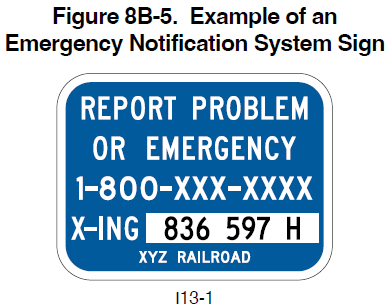 Figure 8B-5. Example of an
Emergency Notification System Sign
REPORT PROBLEM
OR EMERGENCY
1-800-XXX-XXXX
X-ING 836 597 H
XYZ RAILROAD
I13-1